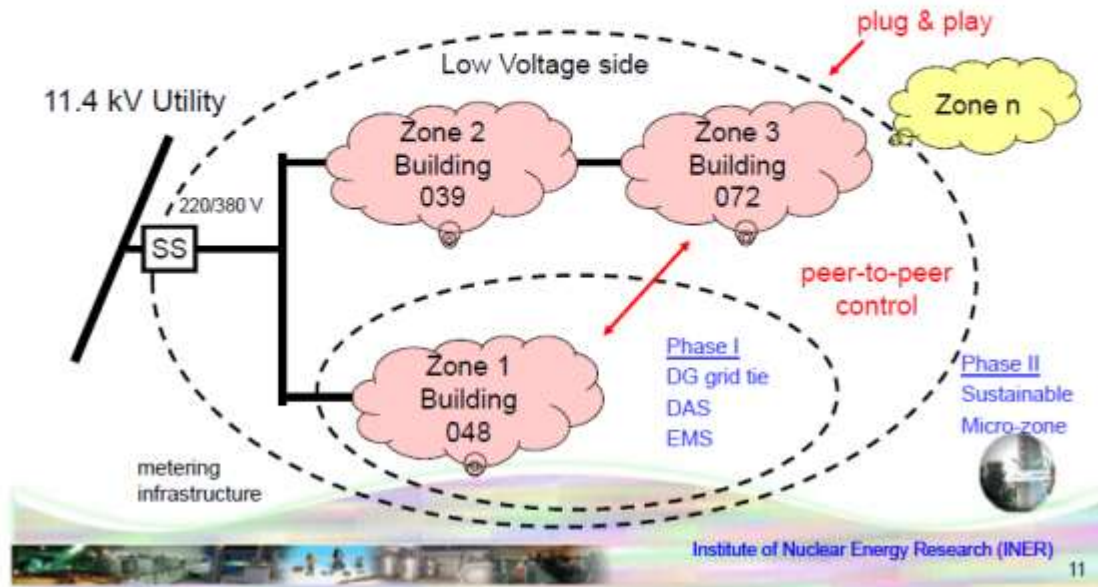 plug & play
Low Voltage side
11.4 kV Utility
Zone n
Zone 2
Building
039
Zone 3
Building
072
220/380 V
SS
peer-to-peer
control
Zone 1
Building
048
Phase I
DG grid tie
DAS
EMS
Phase II
Sustainable
Micro-zone
metering
infrastructure
Institute of Nuclear Energy Research (INER)
11